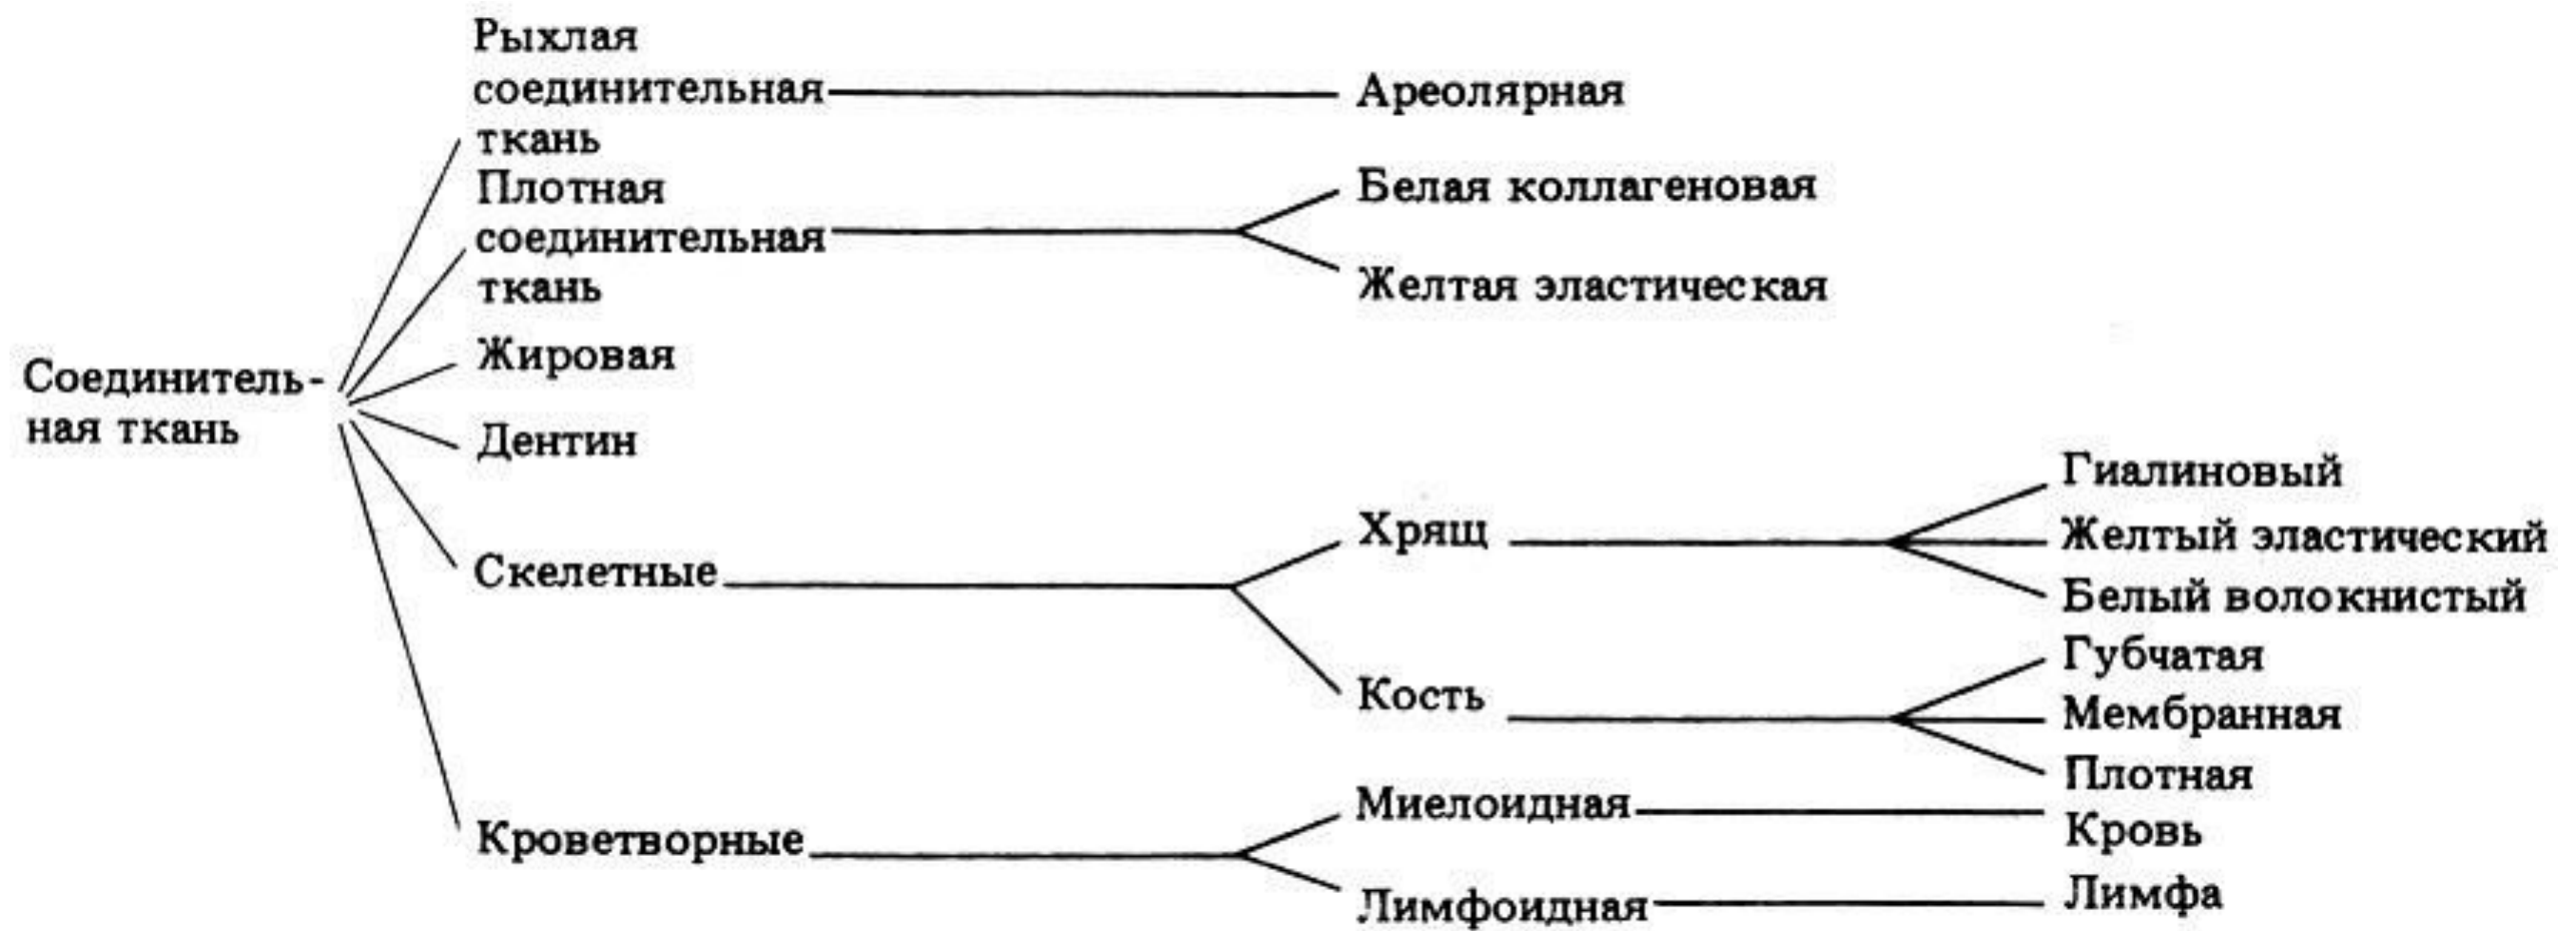 Рыхлая
соединительная
ткань
Ареолярная
Плотная
соединительная
ткань
Белая коллагеновая
Желтая эластическая
Соединитель-
ная ткань
Жировая
Дентин
Скелетные
Хрящ
Гиалиновый
Желтый эластический
Белый волокнистый
Кость
Губчатая
Мембранная
Плотная
Кроветворные
Миелоидная
Кровь
Лимфоидная
Лимфа